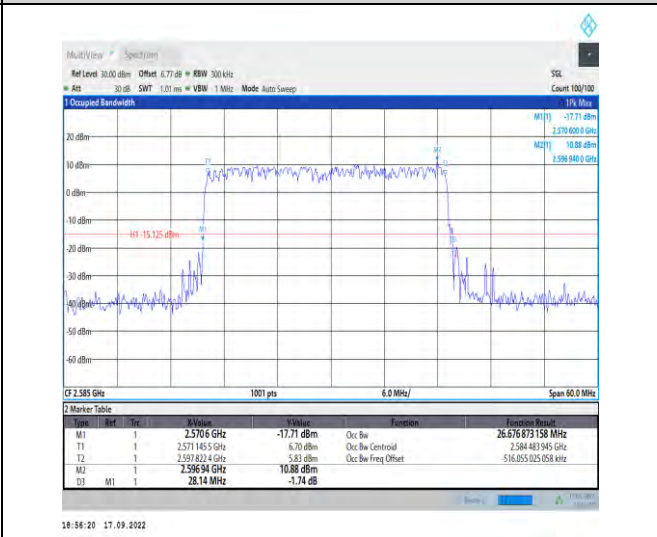 MultiView Spectrum
Ref Level 30.00 dBm Offset 6.77 dB RBW 300 kHz SGL
Att 30 dB SWT 1.01 ms VBW 1 MHz Mode Auto Sweep Count 100/100
1 Occupied Bandwidth 1Pk Max
M1[1] -17.71 dBm
2.570 600 0 GHz
M2[1] 10.88 dBm
2.596 940 0 GHz
20 dBm
10 dBm
0 dBm
-10 dBm
H1 -15.125 dBm
-20 dBm
-30 dBm
-40 dBm
-50 dBm
-60 dBm
M2
T1
T2
M1
D3
CF 2.585 GHz 1001 pts 6.0 MHz/ Span 60.0 MHz
2 Marker Table
Type Ref Trc X-Value Y-Value Function Function Result
M1 1 2.570 6 GHz -17.71 dBm Occ Bw 26.676 873 158 MHz
T1 1 2.571 145 5 GHz 6.70 dBm Occ Bw Centroid 2.584 483 945 GHz
T2 1 2.597 822 4 GHz 5.83 dBm Occ Bw Freq Offset -516.055 025 058 kHz
M2 1 2.596 94 GHz 10.88 dBm
D3 M1 1 28.14 MHz -1.74 dB
18:56:20 17.09.2022